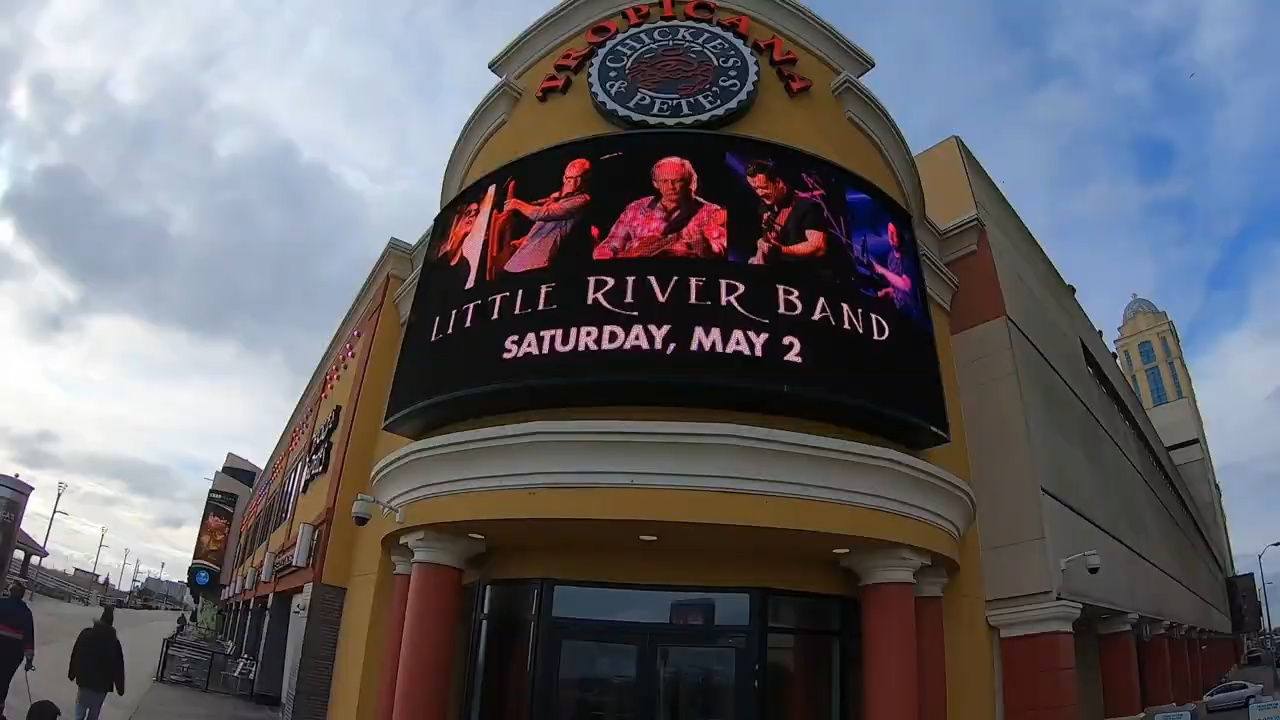 TROPICANA
CHICKIE'S
& PETE'S
LITTLE RIVER BAND
SATURDAY, MAY 2